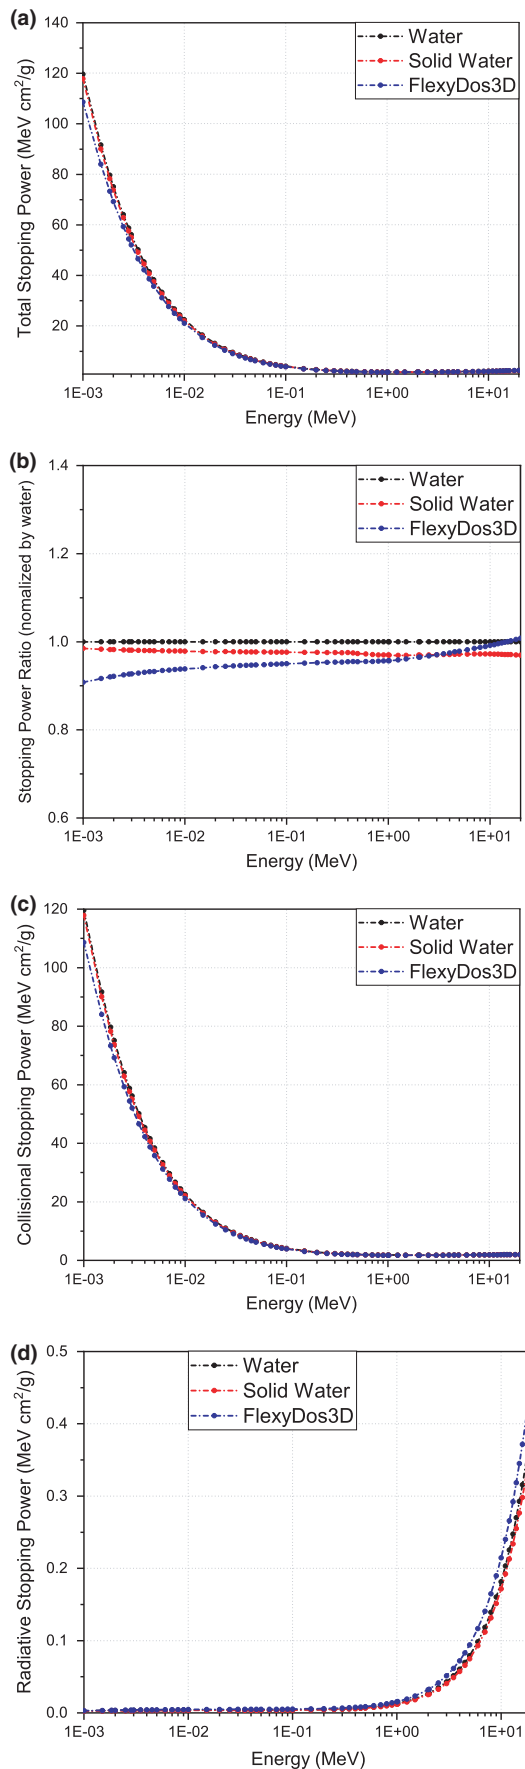 (a)
140
120
100
80
60
40
20
Total Stopping Power (MeV cm²/g)
Water
Solid Water
FlexyDos3D
1E-03 1E-02 1E-01 1E+00 1E+01
Energy (MeV)
(b)
1.4
1.2
1.0
0.8
0.6
Stopping Power Ratio (nomalized by water)
Water
Solid Water
FlexyDos3D
1E-03 1E-02 1E-01 1E+00 1E+01
Energy (MeV)
(c)
120
100
80
60
40
20
0
Collisional Stopping Power (MeV cm²/g)
Water
Solid Water
FlexyDos3D
1E-03 1E-02 1E-01 1E+00 1E+01
Energy (MeV)
(d)
0.5
0.4
0.3
0.2
0.1
0.0
Radiative Stopping Power (MeV cm²/g)
Water
Solid Water
FlexyDos3D
1E-03 1E-02 1E-01 1E+00 1E+01
Energy (MeV)